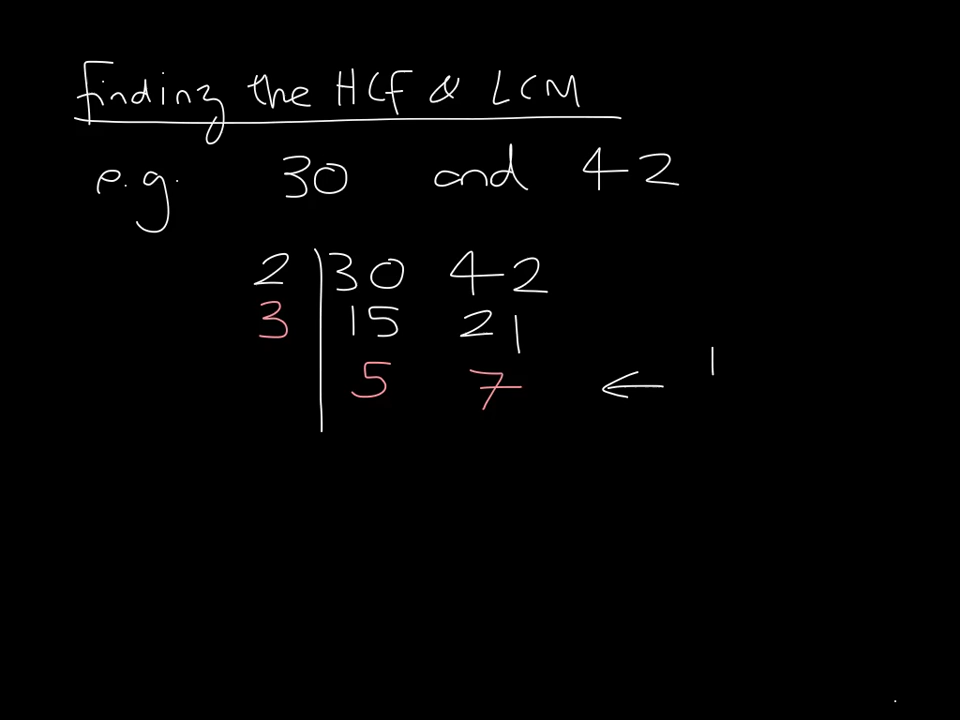 Finding the HCF & LCM
e.g. 30 and 42
2 | 30 42
3 | 15 21
5 7 ← 1